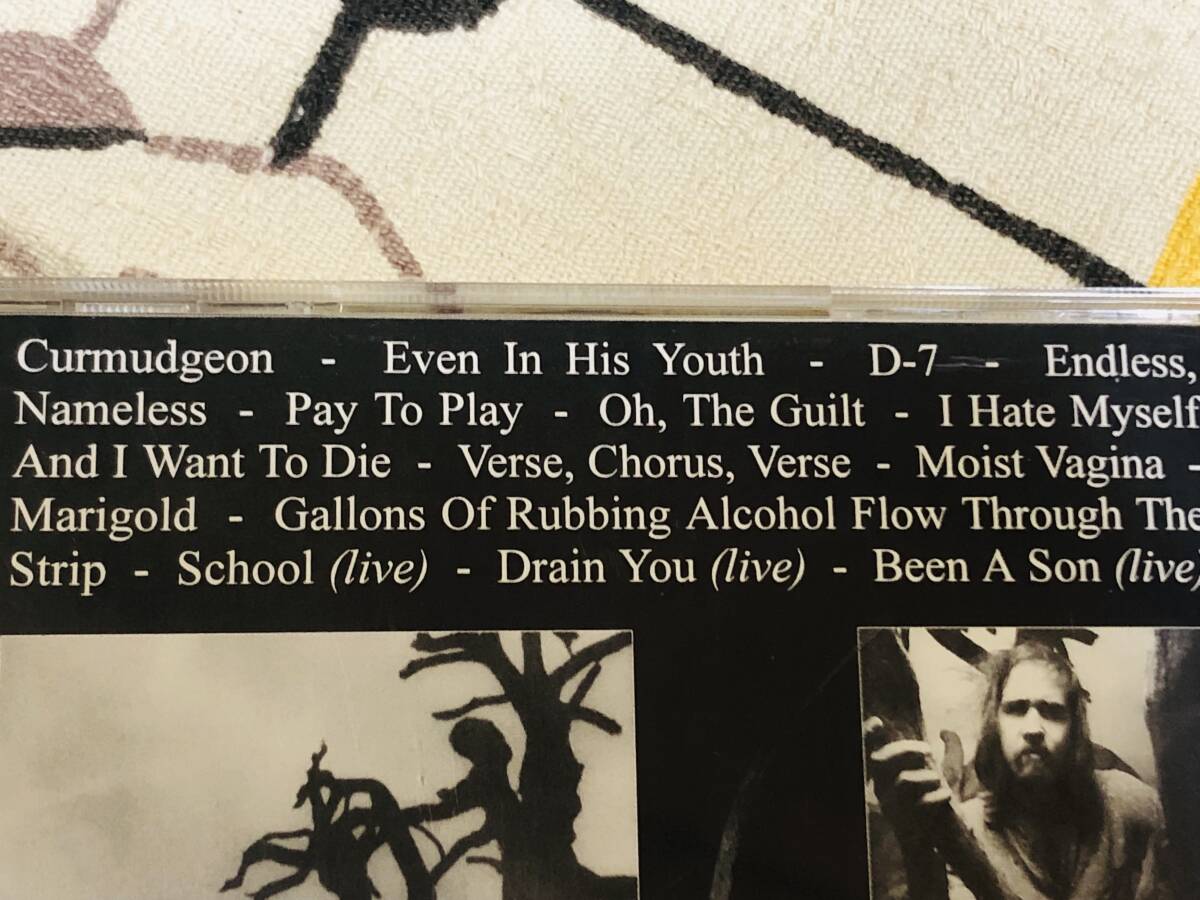 Curmudgeon - Even In His Youth - D-7 - Endless,
Nameless - Pay To Play - Oh, The Guilt - I Hate Myself
And I Want To Die - Verse, Chorus, Verse - Moist Vagina -
Marigold - Gallons Of Rubbing Alcohol Flow Through The
Strip - School (live) - Drain You (live) - Been A Son (live)